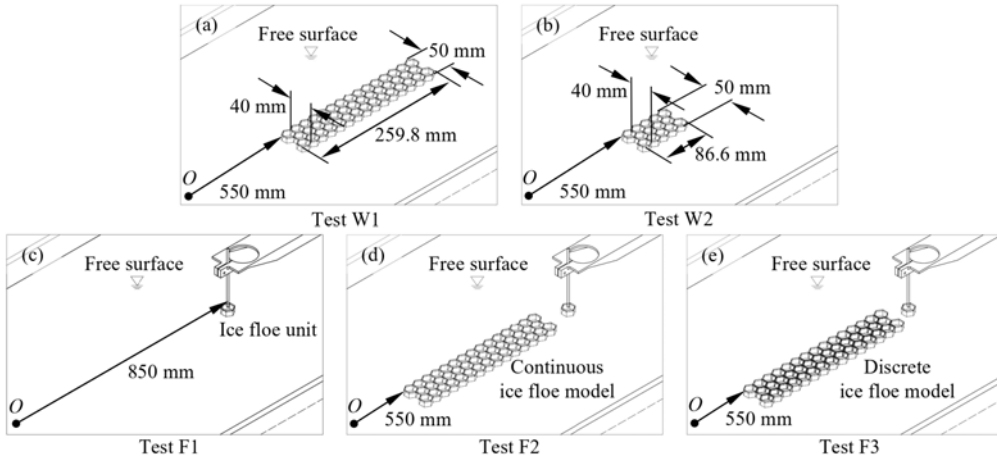 (a)
Free surface
50 mm
40 mm
259.8 mm
O
550 mm
Test W1
(b)
Free surface
50 mm
40 mm
86.6 mm
O
550 mm
Test W2
(c)
Free surface
Ice floe unit
850 mm
O
Test F1
(d)
Free surface
Continuous
ice floe model
O
550 mm
Test F2
(e)
Free surface
Discrete
ice floe model
O
550 mm
Test F3